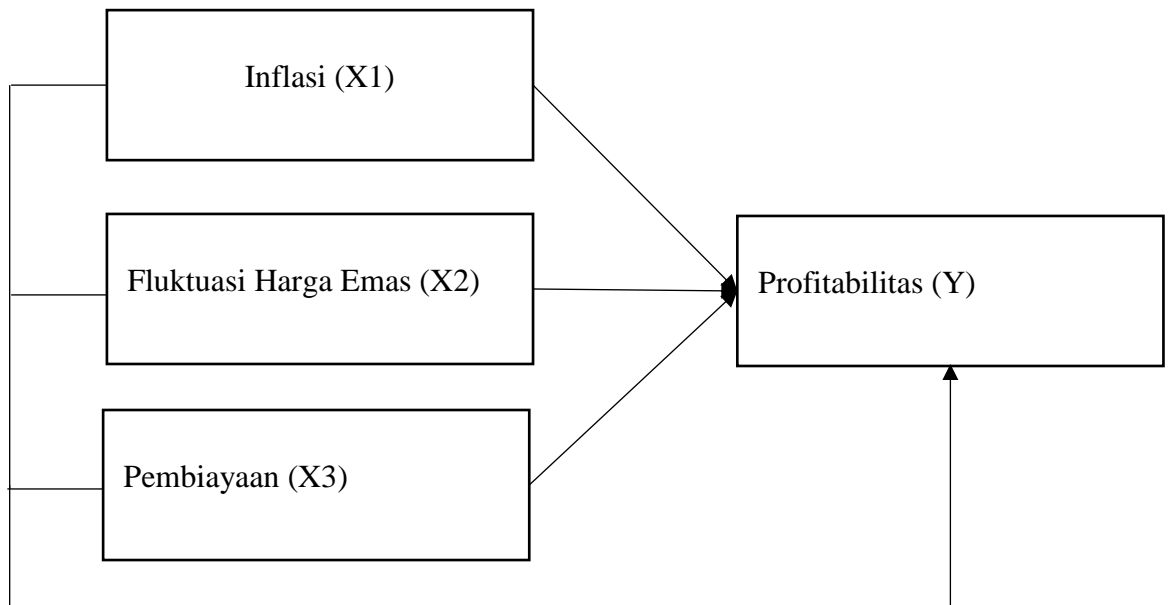 Inflasi (X1)
Fluktuasi Harga Emas (X2)
Profitabilitas (Y)
Pembiayaan (X3)